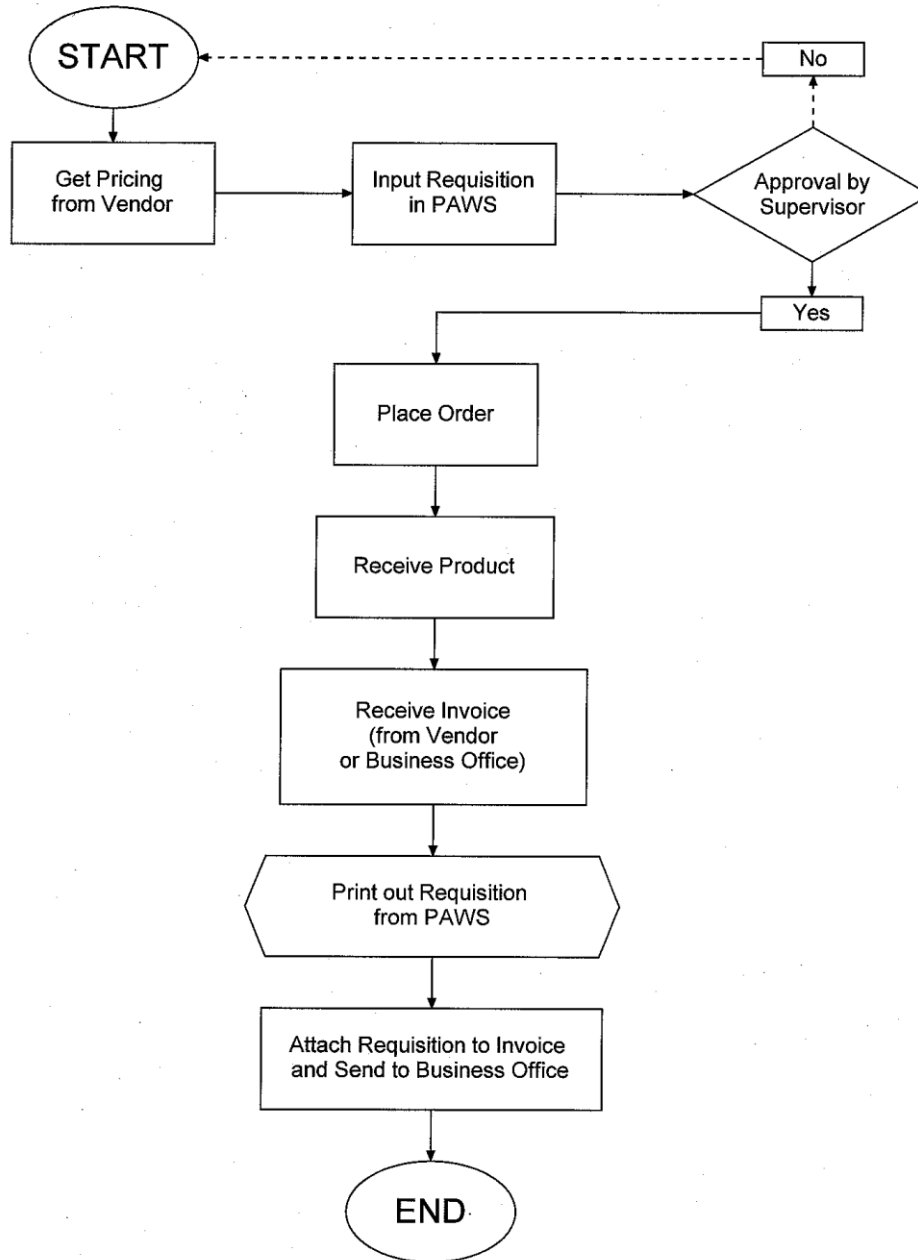 START
No
Get Pricing
from Vendor
Input Requisition
in PAWS
Approval by
Supervisor
Yes
Place Order
Receive Product
Receive Invoice
(from Vendor
or Business Office)
Print out Requisition
from PAWS
Attach Requisition to Invoice
and Send to Business Office
END